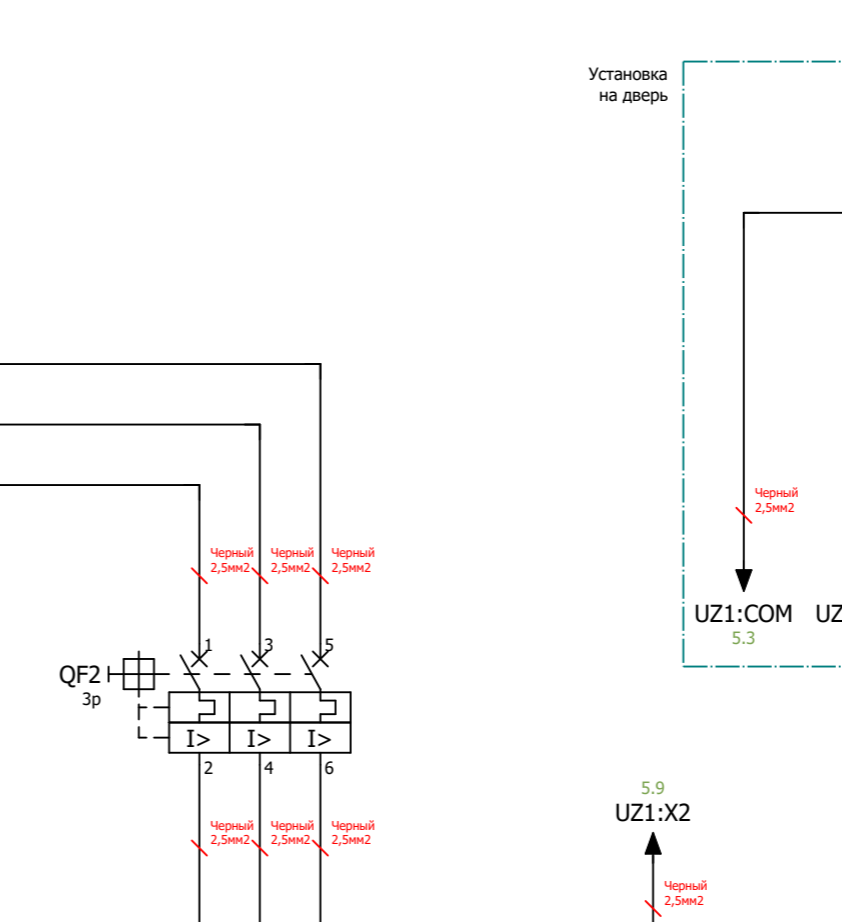 Установка
на дверь
Черный
2,5мм2
UZ1:COM UZ
5.3
Черный Черный Черный
2,5мм2 2,5мм2 2,5мм2
1 3 5
QF2
3p
I> I> I>
2 4 6
5.9
UZ1:X2
Черный Черный Черный
2,5мм2 2,5мм2 2,5мм2
Черный
2,5мм2